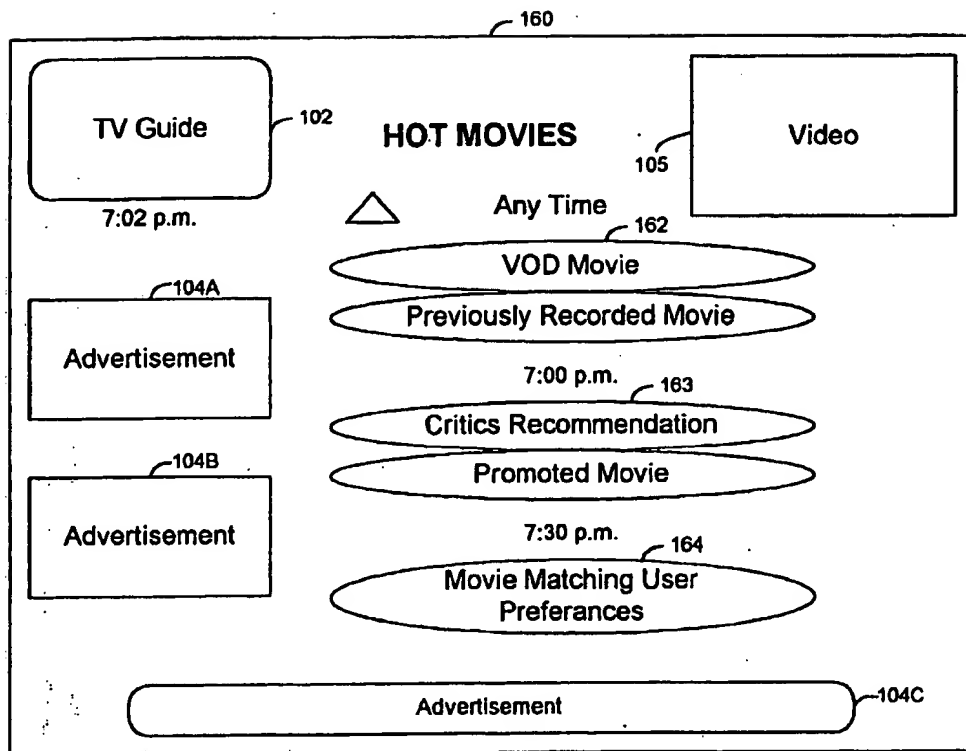 160
TV Guide
102
HOT MOVIES
105
Video
7:02 p.m.
Any Time
162
VOD Movie
104A
Previously Recorded Movie
Advertisement
7:00 p.m.
163
Critics Recommendation
104B
Promoted Movie
Advertisement
7:30 p.m.
164
Movie Matching User
Preferances
Advertisement
104C